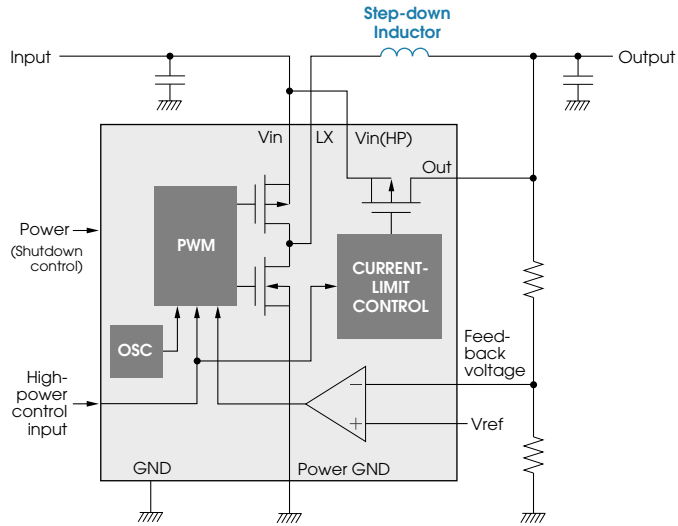 Step-down
Inductor
Input
Output
Vin
LX
Vin(HP)
Out
Power
(Shutdown
control)
PWM
CURRENT-
LIMIT
CONTROL
OSC
Feed-
back
voltage
High-
power
control
input
−
+
Vref
GND
Power GND